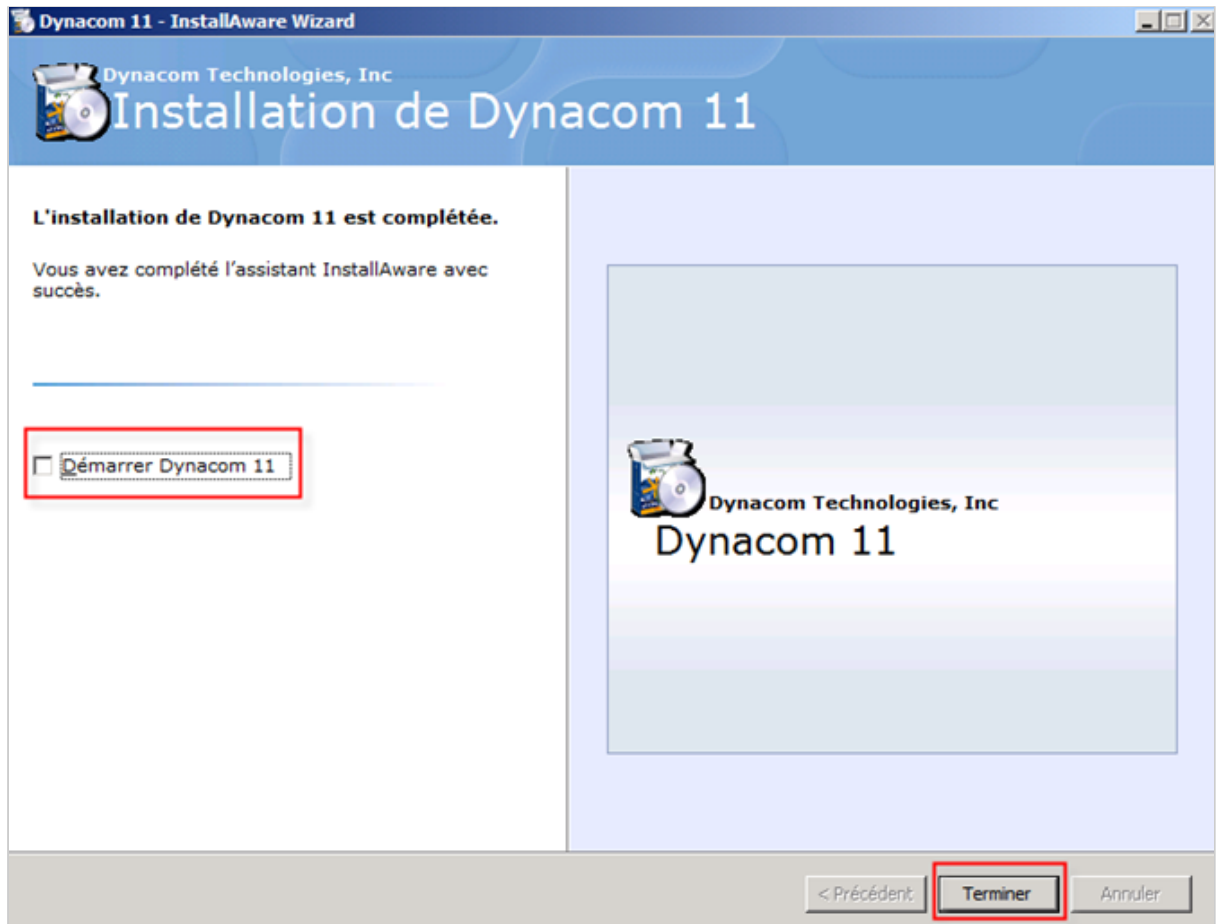 Dynacom 11 - InstallAware Wizard
Dynacom Technologies, Inc
Installation de Dynacom 11
L'installation de Dynacom 11 est complétée.
Vous avez complété l’assistant InstallAware avec
succès.
Démarrer Dynacom 11
Dynacom Technologies, Inc
Dynacom 11
< Précédent
Terminer
Annuler